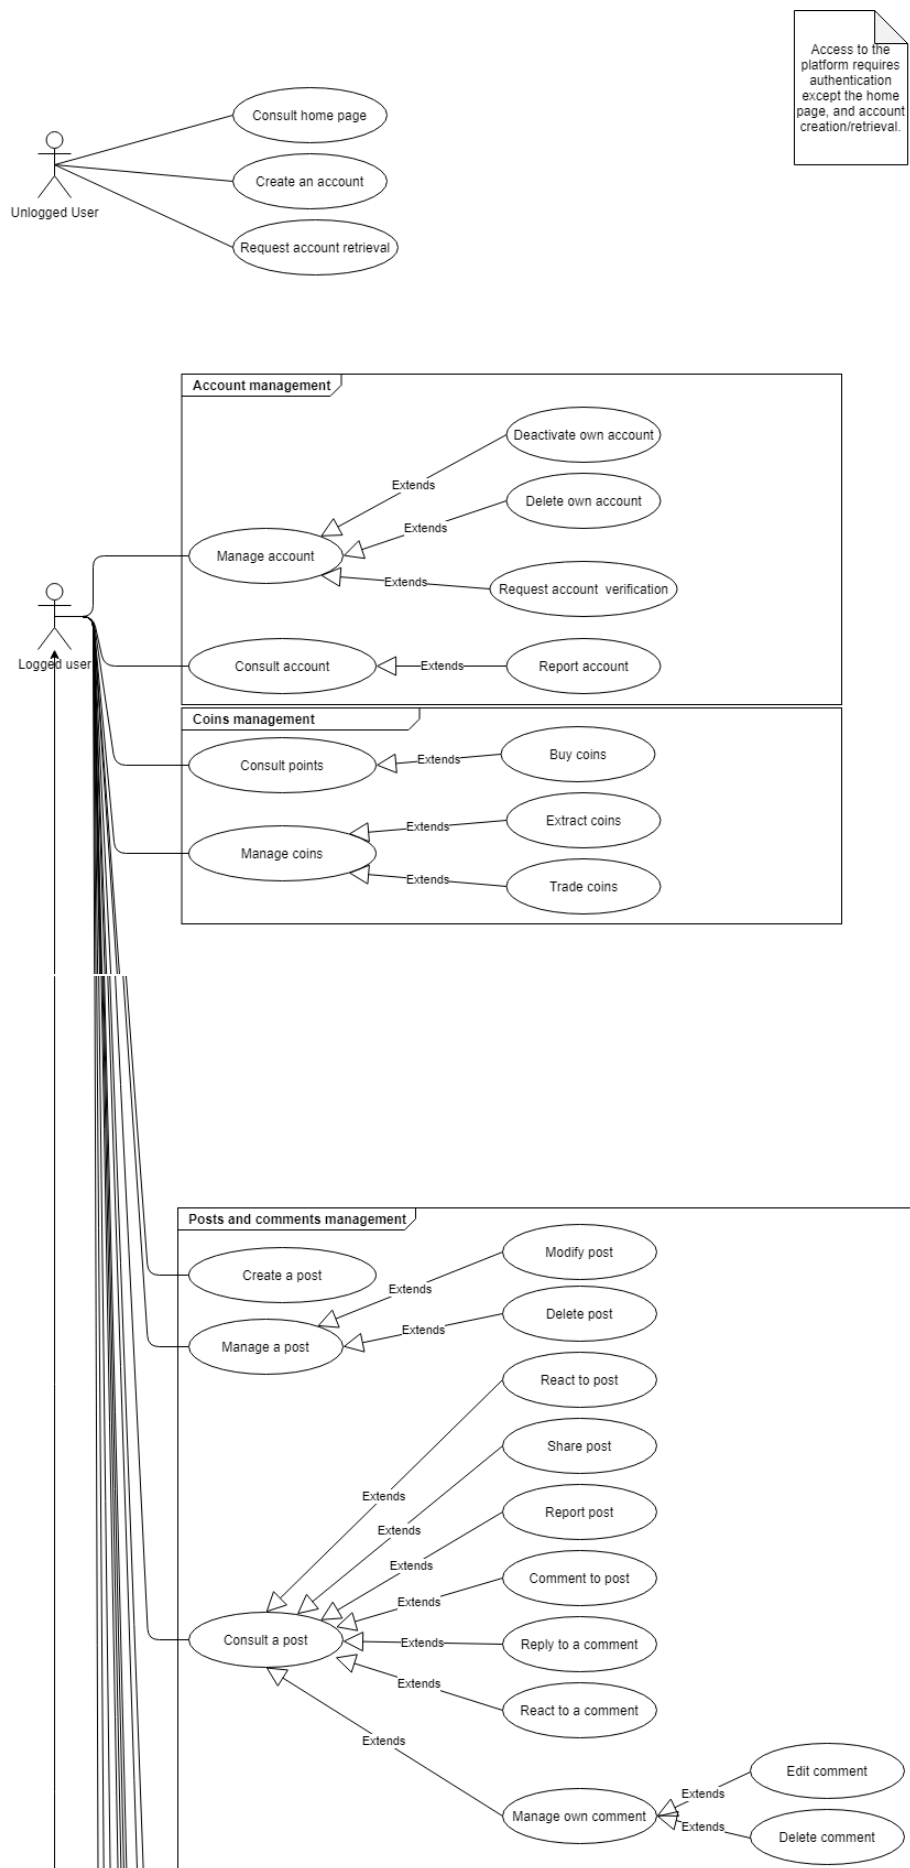 Access to the
platform requires
authentication
except the home
page, and account
creation/retrieval.
Consult home page
Create an account
Unlogged User
Request account retrieval
Account management
Deactivate own account
Extends
Delete own account
Extends
Manage account
Extends
Request account  verification
Logged user
Consult account
Extends
Report account
Coins management
Consult points
Extends
Buy coins
Extends
Extract coins
Manage coins
Extends
Trade coins
Posts and comments management
Modify post
Create a post
Extends
Delete post
Extends
Manage a post
React to post
Share post
Extends
Report post
Extends
Extends
Comment to post
Extends
Consult a post
Extends
Reply to a comment
Extends
React to a comment
Extends
Edit comment
Extends
Manage own comment
Extends
Delete comment